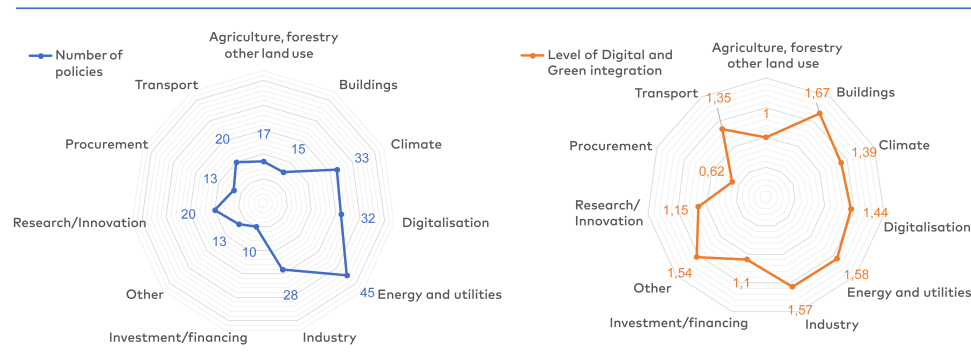 Number of
policies
Agriculture, forestry
other land use
Transport
Buildings
Procurement
Climate
Research/Innovation
Digitalisation
Other
Energy and utilities
Investment/financing
Industry
17
15
33
32
45
28
10
13
20
13
20
Level of Digital and
Green integration
Agriculture, forestry
other land use
Transport
Buildings
Procurement
Climate
Research/
Innovation
Digitalisation
Other
Energy and utilities
Investment/financing
Industry
1
1,67
1,39
1,44
1,58
1,57
1,1
1,54
1,15
0,62
1,35